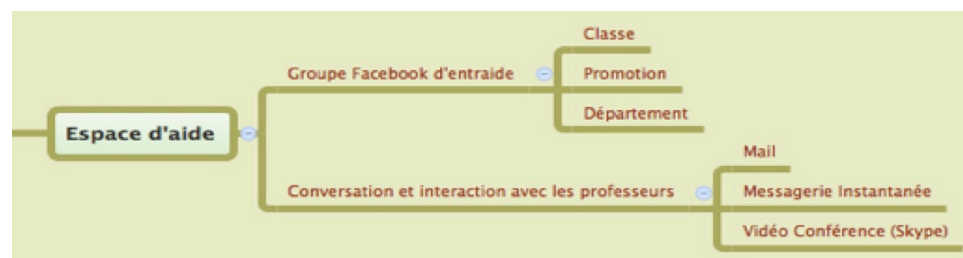 Espace d'aide
Groupe Facebook d'entraide
Classe
Promotion
Département
Conversation et interaction avec les professeurs
Mail
Messagerie Instantanée
Vidéo Conférence (Skype)